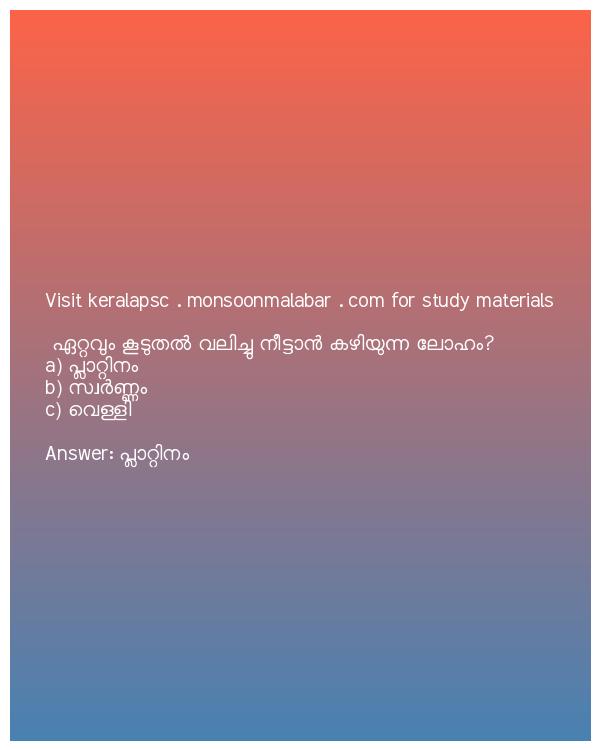 Visit keralapsc . monsoonmalabar . com for study materials
ഏറ്റവും കൂടുതൽ വലിച്ചു നീട്ടാൻ കഴിയുന്ന ലോഹം?
a) പ്ലാറ്റിനം
b) സ്വർണ്ണം
c) വെള്ളി
Answer: പ്ലാറ്റിനം